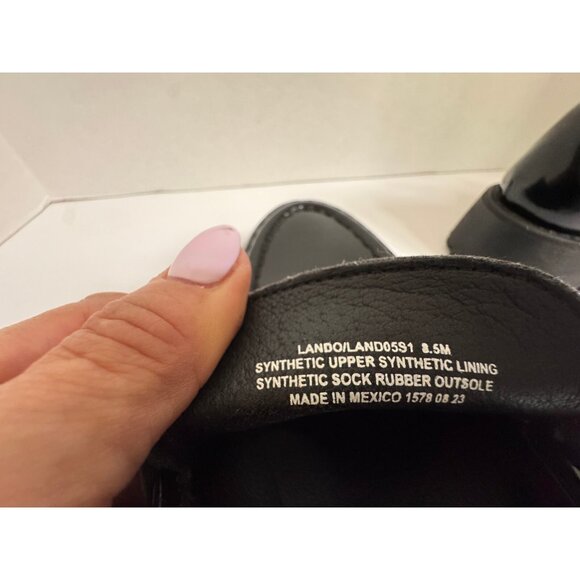 LANDO/LAND05S1 8.5M
SYNTHETIC UPPER SYNTHETIC LINING
SYNTHETIC SOCK RUBBER OUTSOLE
MADE IN MEXICO 1578 08 23